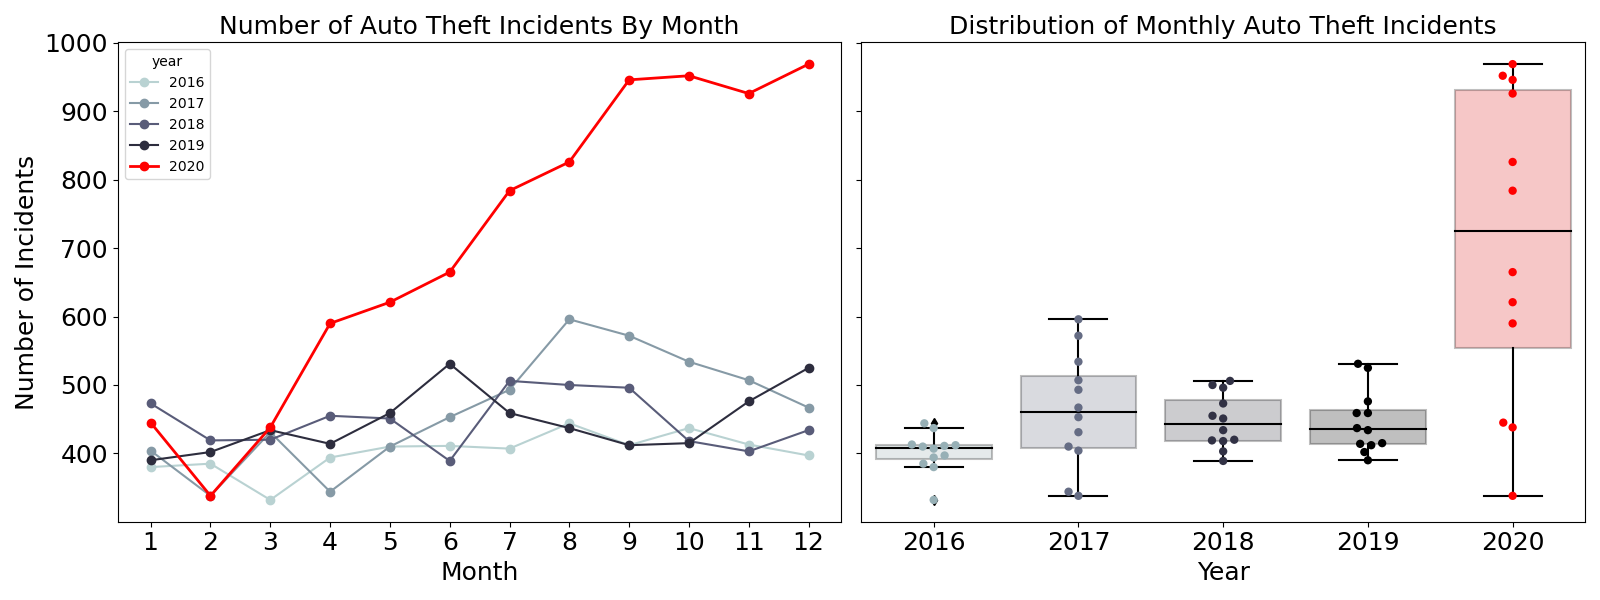 Number of Auto Theft Incidents By Month
Number of Incidents
1000
900
800
700
600
500
400
year
2016
2017
2018
2019
2020
1 2 3 4 5 6 7 8 9 10 11 12
Month
Distribution of Monthly Auto Theft Incidents
2016 2017 2018 2019 2020
Year